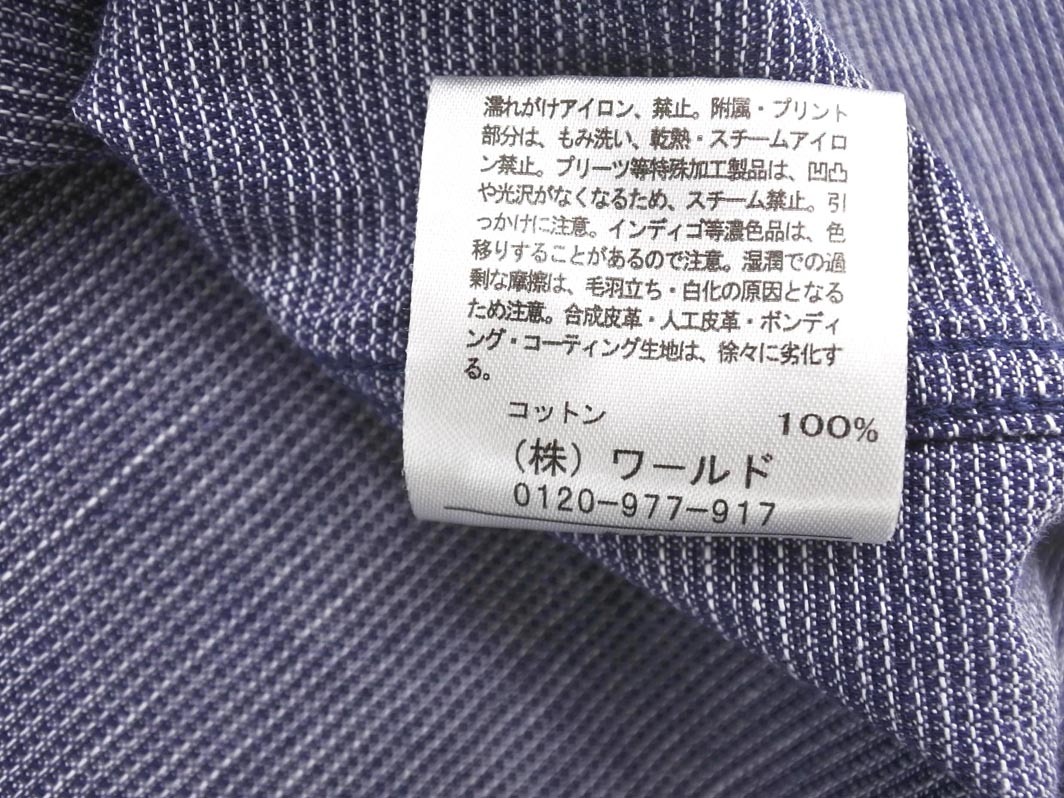 濡れがけアイロン、禁止。附属・プリント
部分は、もみ洗い、乾熱・スチームアイロ
ン禁止。プリーツ等特殊加工製品は、凹凸
や光沢がなくなるため、スチーム禁止。引
っかけに注意。インディゴ等濃色品は、色
移りすることがあるので注意。湿潤での過
剰な摩擦は、毛羽立ち・白化の原因となる
ため注意。合成皮革・人工皮革・ボンディ
ング・コーティング生地は、徐々に劣化す
る。
コットン 100%
（株）ワールド
0120-977-917